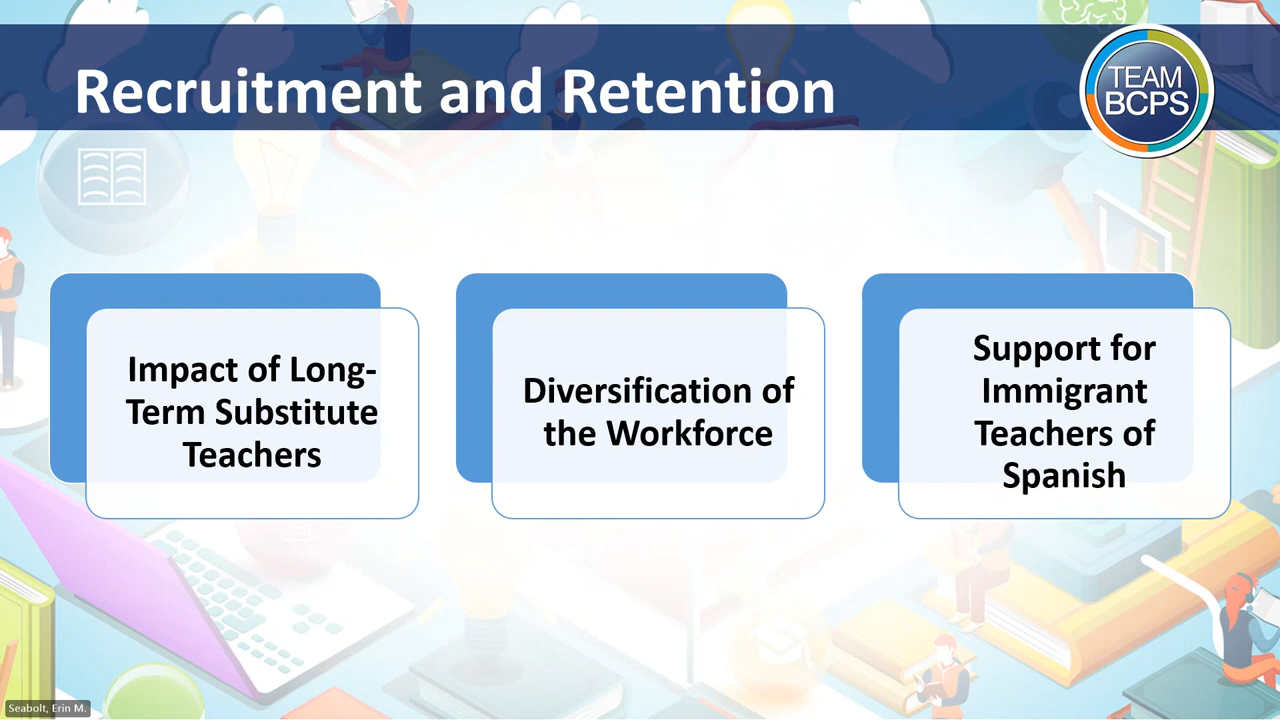 Recruitment and Retention
TEAM
BCPS
Impact of Long-
Term Substitute
Teachers
Diversification of
the Workforce
Support for
Immigrant
Teachers of
Spanish
Seabolt, Erin M.